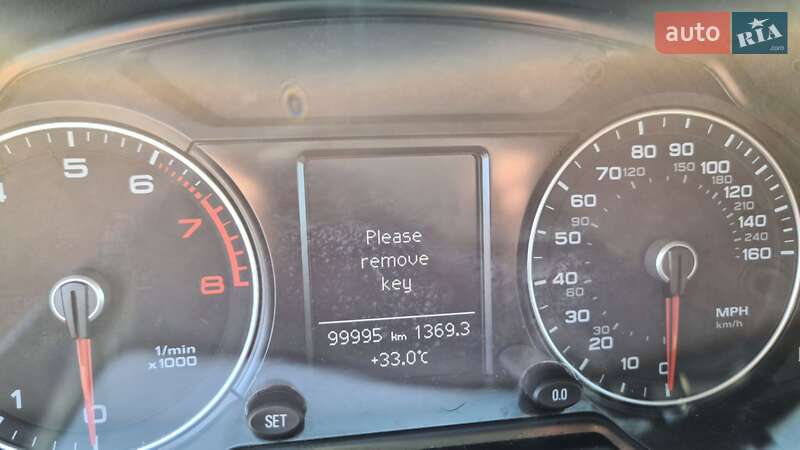 auto RIA .com
4 5 6 7 8
1/min
x1000
1 0
SET
Please
remove
key
99995 km 1369.3
+33.0°C
0.0
0 10 20 30 40 50 60 70 80 90 100 120 140 160
30 60 90 120 150 180 210 240
MPH
km/h